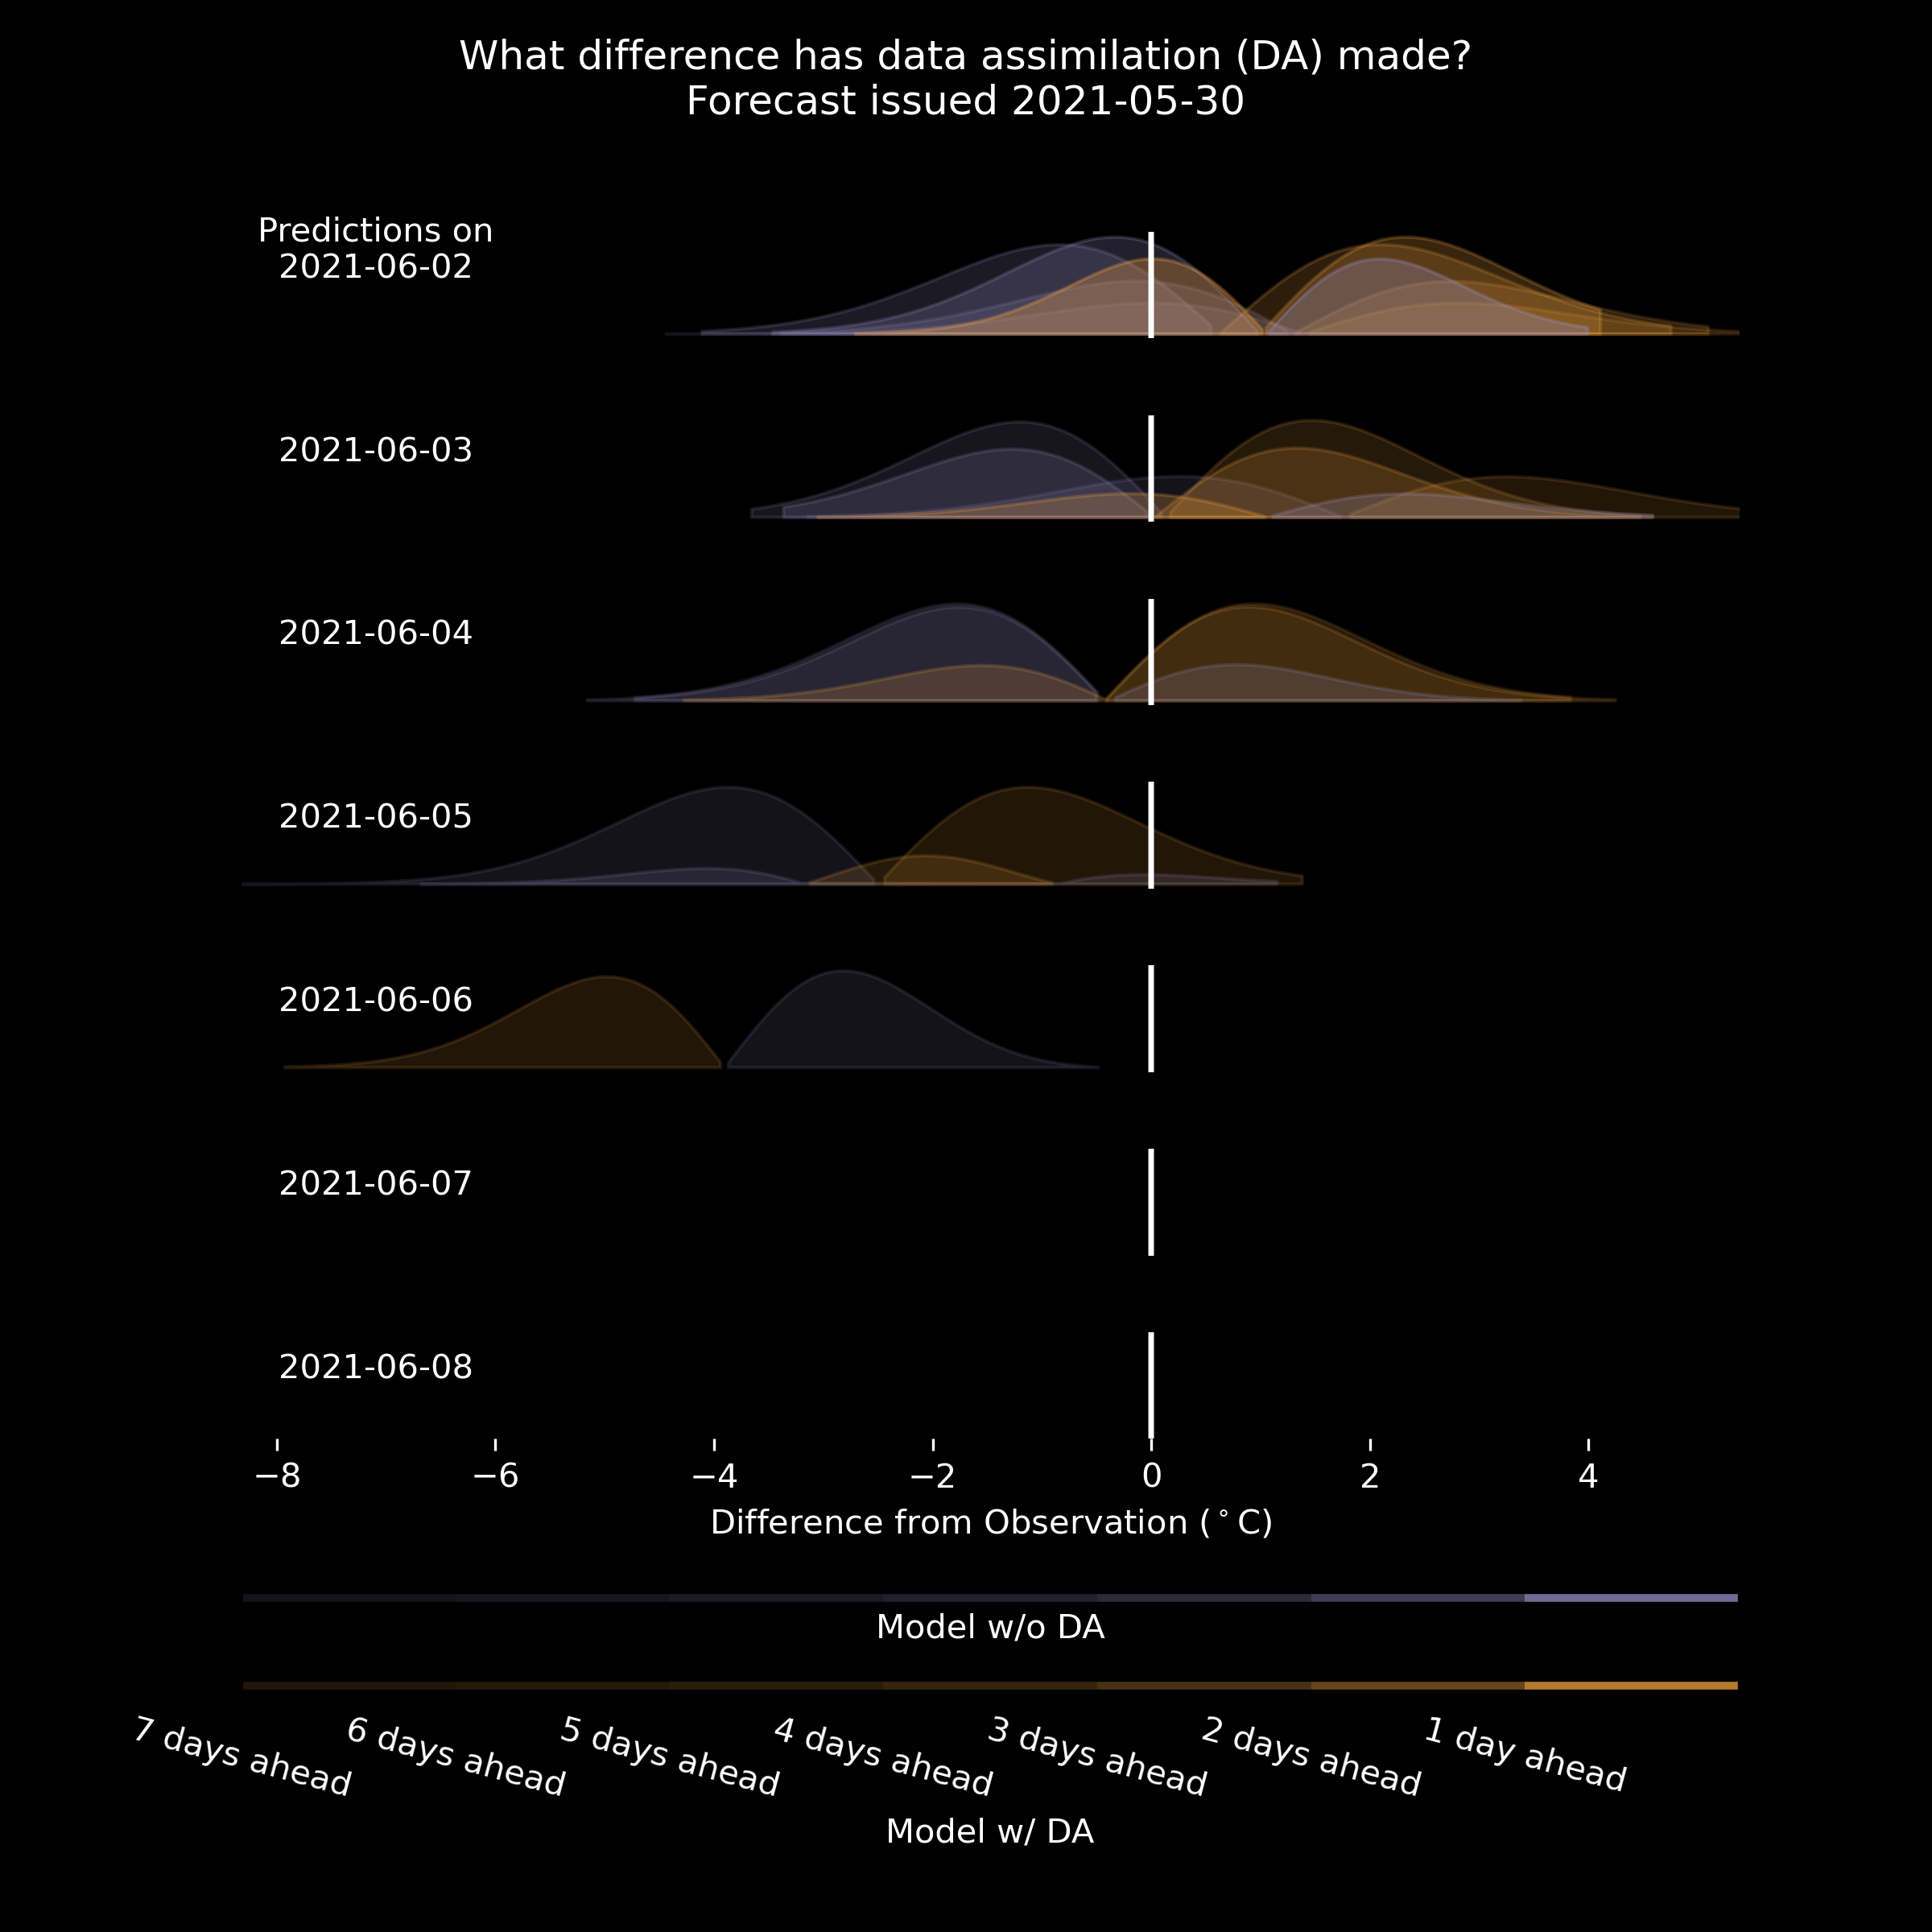 What difference has data assimilation (DA) made?
Forecast issued 2021-05-30
Predictions on
2021-06-02
2021-06-03
2021-06-04
2021-06-05
2021-06-06
2021-06-07
2021-06-08
−8 −6 −4 −2 0 2 4
Difference from Observation (°C)
Model w/o DA
7 days ahead 6 days ahead 5 days ahead 4 days ahead 3 days ahead 2 days ahead 1 day ahead
Model w/ DA